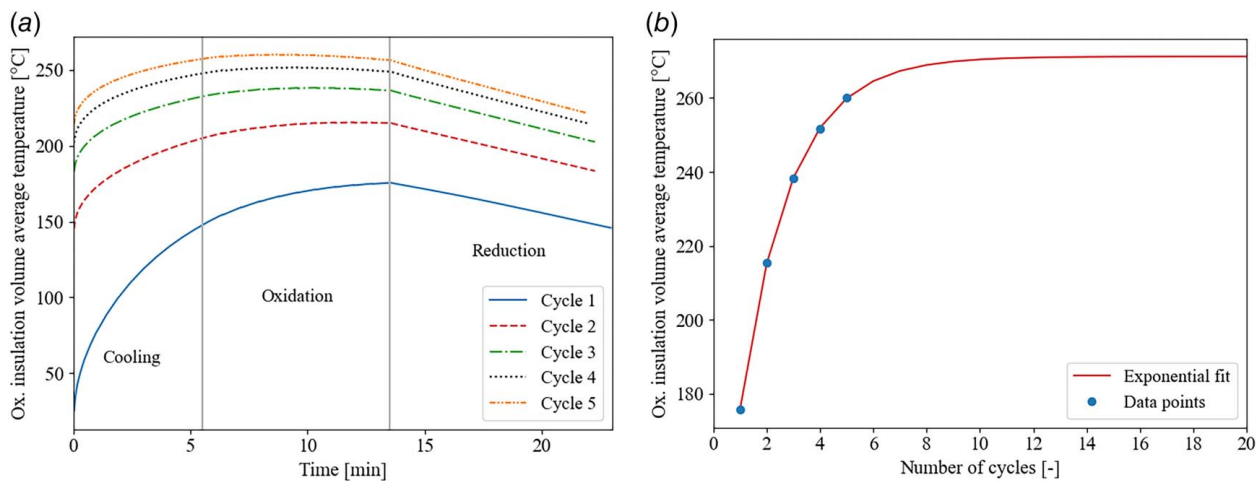 (a)
Ox. insulation volume average temperature [°C]
250
200
150
100
50
0
5
10
15
20
Time [min]
Cooling
Oxidation
Reduction
Cycle 1
Cycle 2
Cycle 3
Cycle 4
Cycle 5
(b)
Ox. insulation volume average temperature [°C]
260
240
220
200
180
0
2
4
6
8
10
12
14
16
18
20
Number of cycles [-]
Exponential fit
Data points